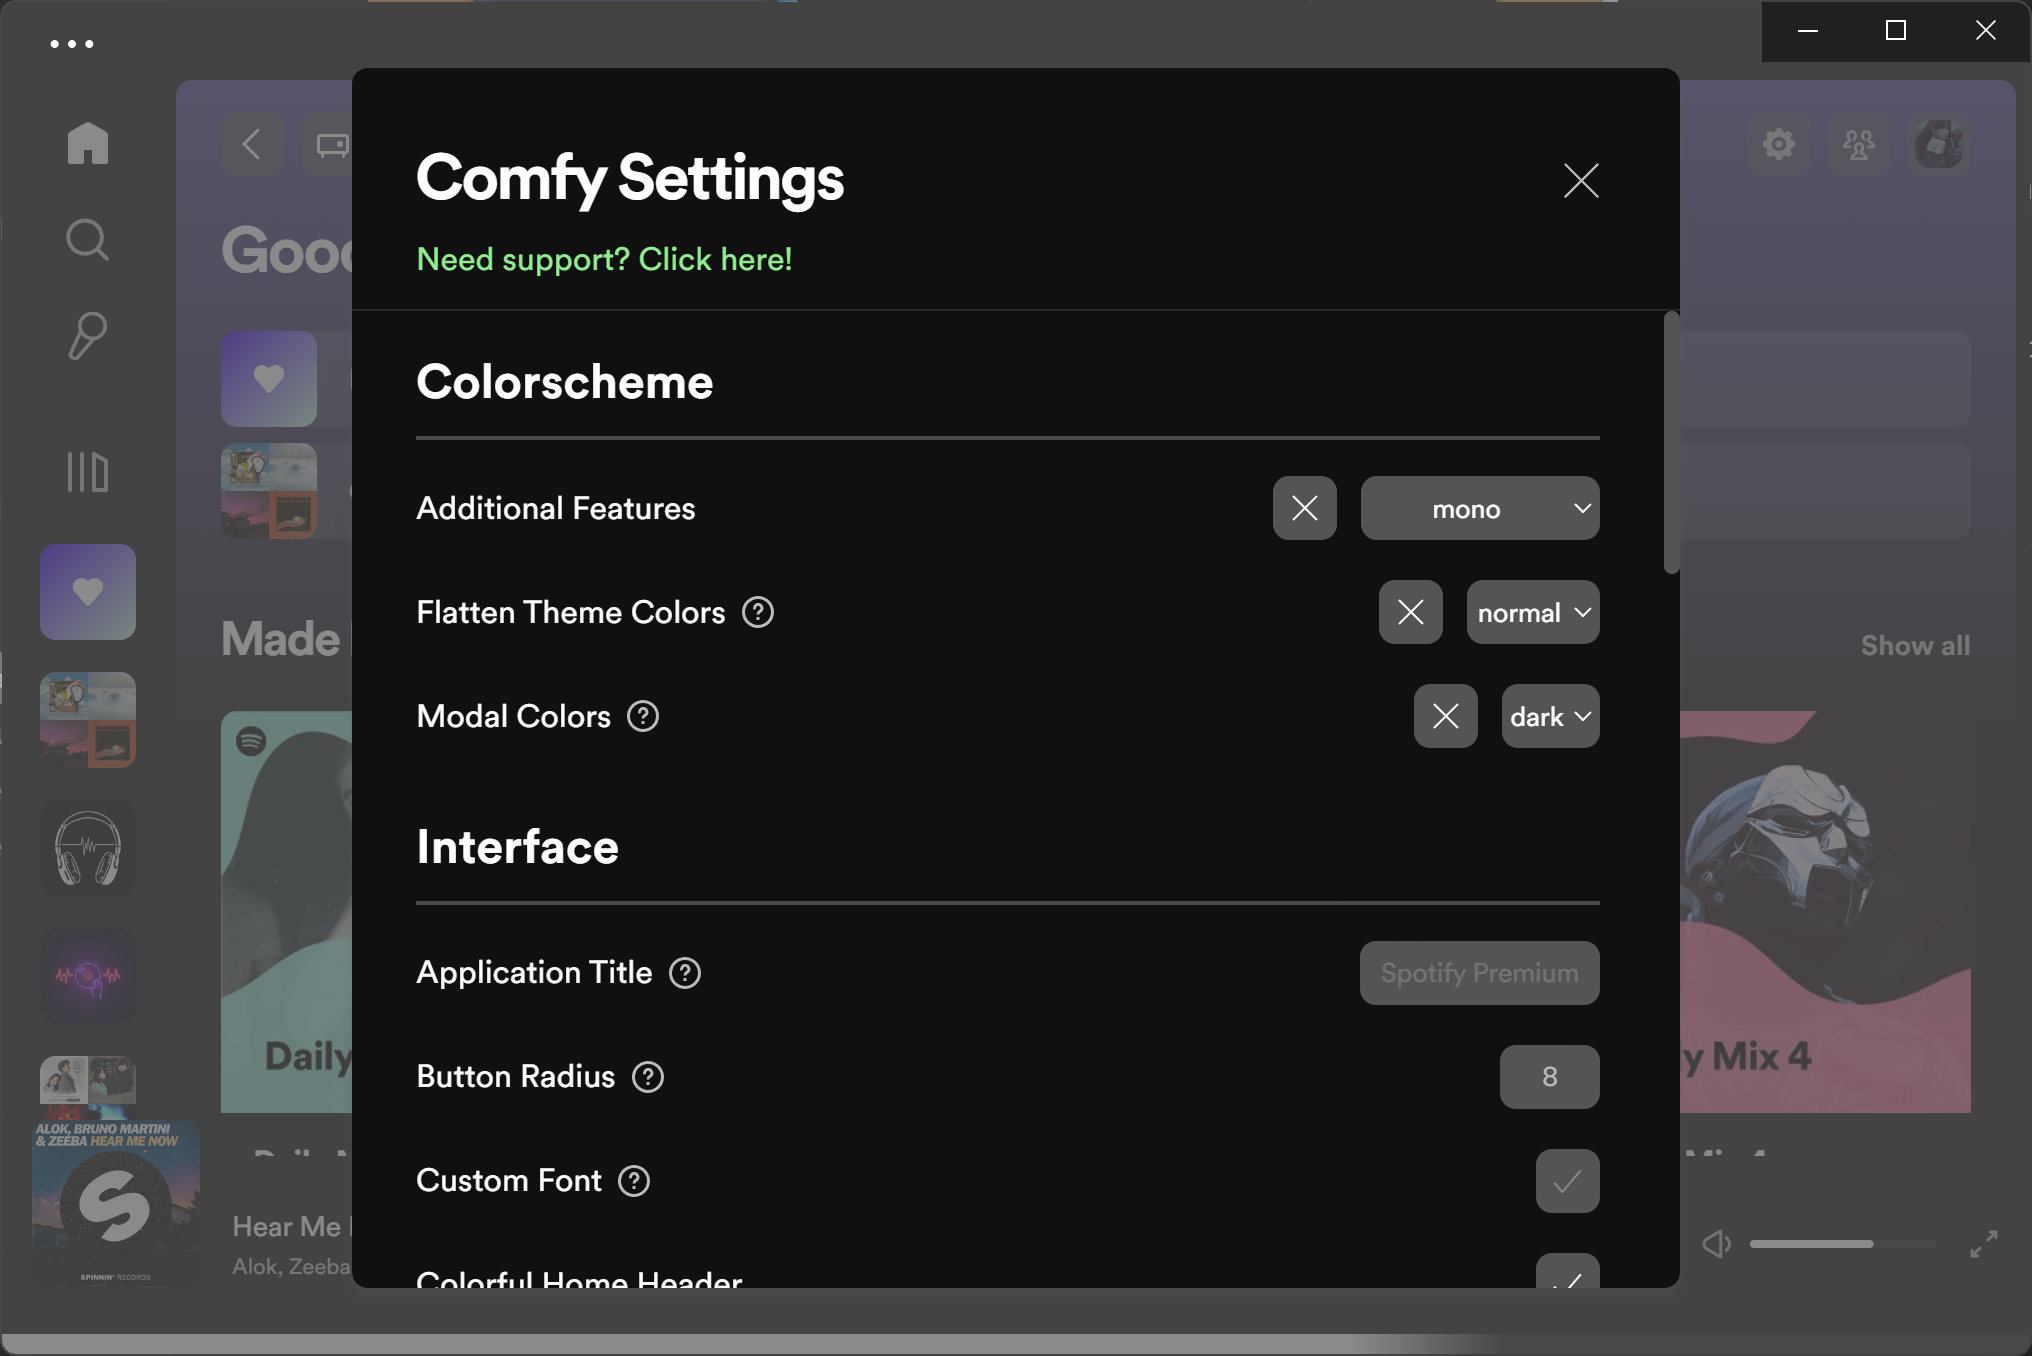 Comfy Settings
Need support? Click here!
Colorscheme
Additional Features
mono
Flatten Theme Colors ?
normal
Modal Colors ?
dark
Interface
Application Title ?
Spotify Premium
Button Radius ?
8
Custom Font ?
Colorful Home Header
Made
Show all
Daily
Mix 4
ALOK, BRUNO MARTINI
& ZEEBA HEAR ME NOW
SPINNIN' RECORDS
Hear Me
Alok, Zeeba